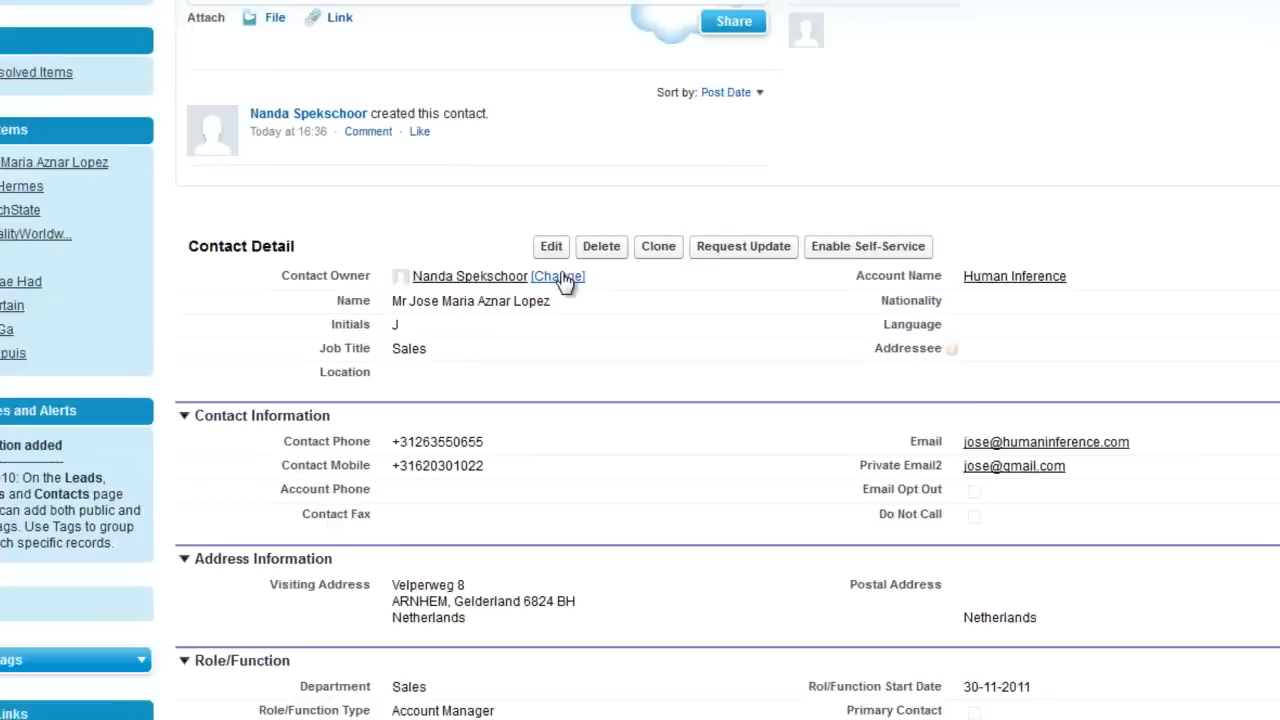 Attach File Link Share
solved Items
Sort by: Post Date
Nanda Spekschoor created this contact.
Today at 16:36 · Comment · Like
ems
Maria Aznar Lopez
Hermes
chState
alityWorldw...
ae Had
rtain
Ga
puis
es and Alerts
tion added
10: On the Leads,
s and Contacts page
can add both public and
ags. Use Tags to group
ch specific records.
ags
inks
Contact Detail Edit Delete Clone Request Update Enable Self-Service
Contact Owner Nanda Spekschoor [Change] Account Name Human Inference
Name Mr Jose Maria Aznar Lopez Nationality
Initials J Language
Job Title Sales Addressee
Location
Contact Information
Contact Phone +31263550655 Email jose@humaninference.com
Contact Mobile +31620301022 Private Email2 jose@gmail.com
Account Phone Email Opt Out
Contact Fax Do Not Call
Address Information
Visiting Address Velperweg 8 Postal Address
ARNHEM, Gelderland 6824 BH
Netherlands Netherlands
Role/Function
Department Sales Rol/Function Start Date 30-11-2011
Role/Function Type Account Manager Primary Contact